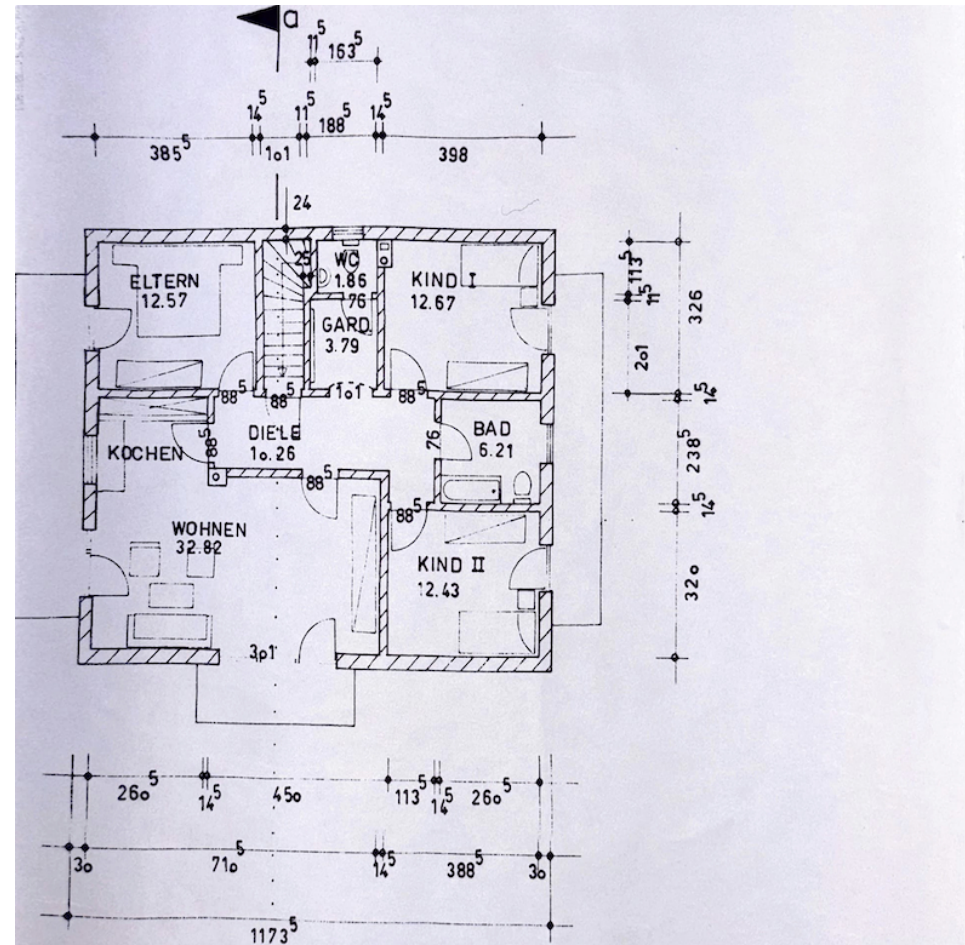 a
11⁵
163⁵
14⁵
11⁵
188⁵
14⁵
385⁵
1o1
398
24
25
WC
1.86
76
ELTERN
12.57
KIND I
12.67
GARD.
3.79
113⁵
11⁵
2o1
326
14⁵
88⁵
88⁵
1o1
88⁵
KOCHEN
88⁵
DIELE
1o.26
76
BAD
6.21
238⁵
88⁵
14⁵
88⁵
WOHNEN
32.82
KIND II
12.43
32o
3o1
26o⁵
14⁵
45o
113⁵
14⁵
26o⁵
3o
71o⁵
14⁵
388⁵
3o
1173⁵